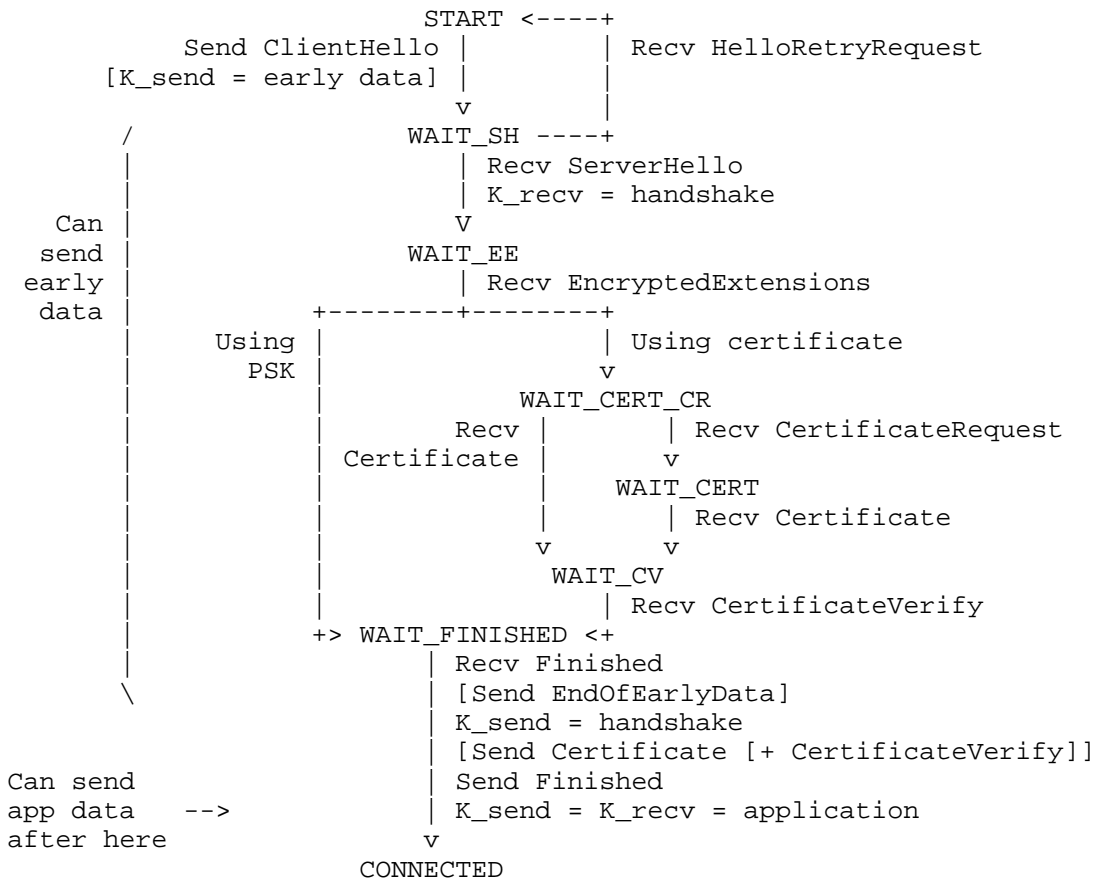 START <----+
Send ClientHello | | Recv HelloRetryRequest
[K_send = early data] | |
v |
/ WAIT_SH ----+
| | Recv ServerHello
| | K_recv = handshake
Can | V
send | WAIT_EE
early | | Recv EncryptedExtensions
data | +--------+--------+
| Using | | Using certificate
| PSK | v
| | WAIT_CERT_CR
| | Recv | | Recv CertificateRequest
| | Certificate | v
| | | WAIT_CERT
| | | | Recv Certificate
| | v v
| | WAIT_CV
| | | Recv CertificateVerify
| +> WAIT_FINISHED <+
| | Recv Finished
\ | [Send EndOfEarlyData]
| K_send = handshake
| [Send Certificate [+ CertificateVerify]]
Can send | Send Finished
app data --> | K_send = K_recv = application
after here v
CONNECTED